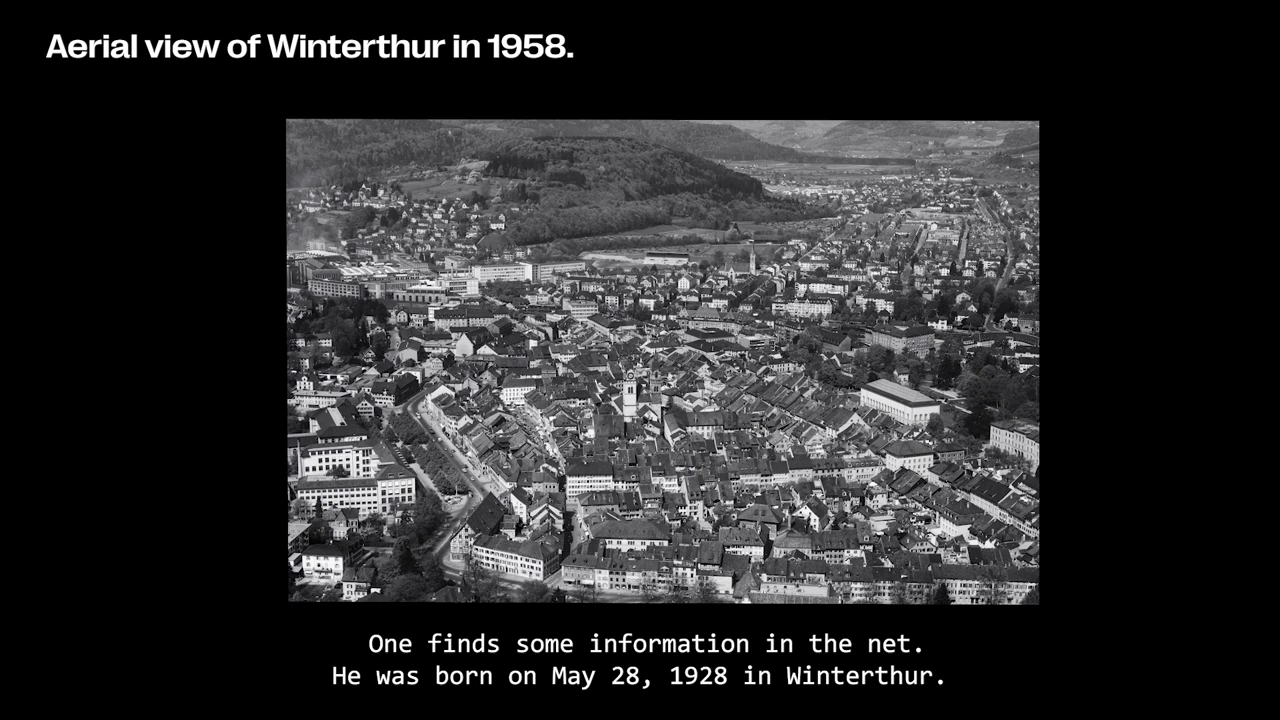 Aerial view of Winterthur in 1958.
One finds some information in the net.
He was born on May 28, 1928 in Winterthur.